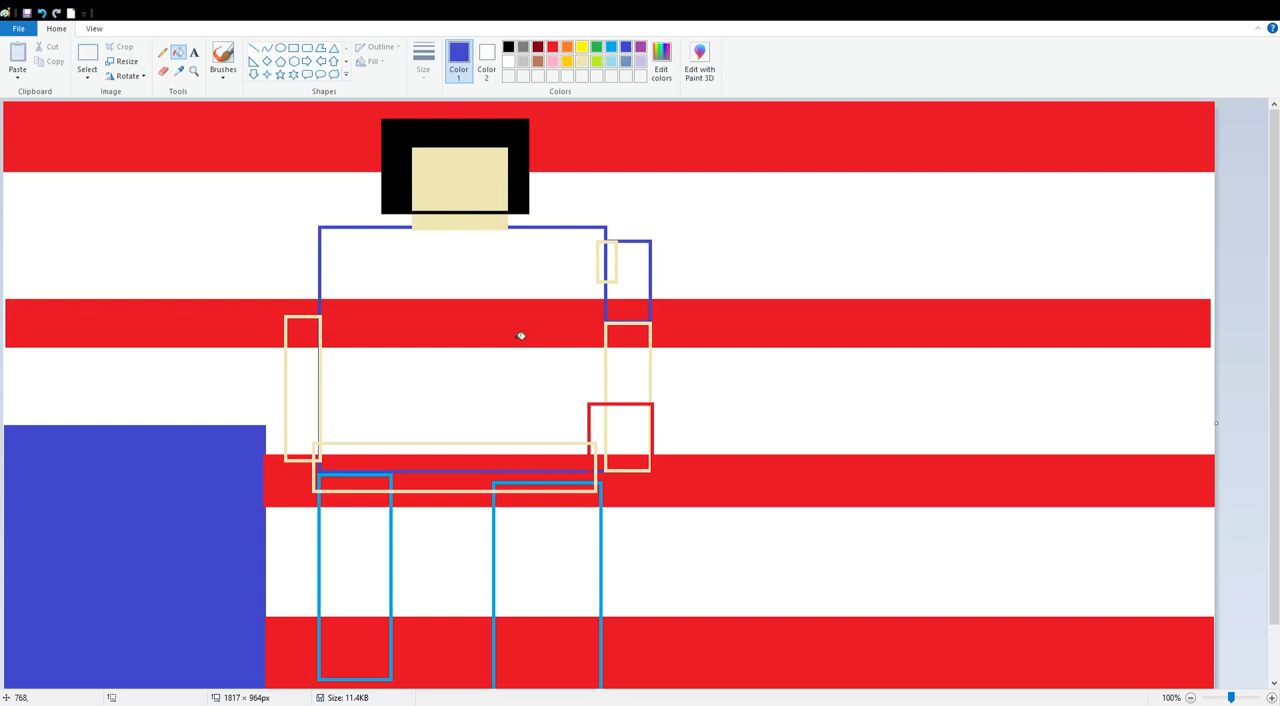 File Home View
Paste
Cut
Copy
Select
Crop
Resize
Rotate
A
Brushes
Outline
Fill
Size
Color 1
Color 2
Edit colors
Edit with Paint 3D
Clipboard Image Tools Shapes Colors
768, 1817 × 964px Size: 11.4KB 100%